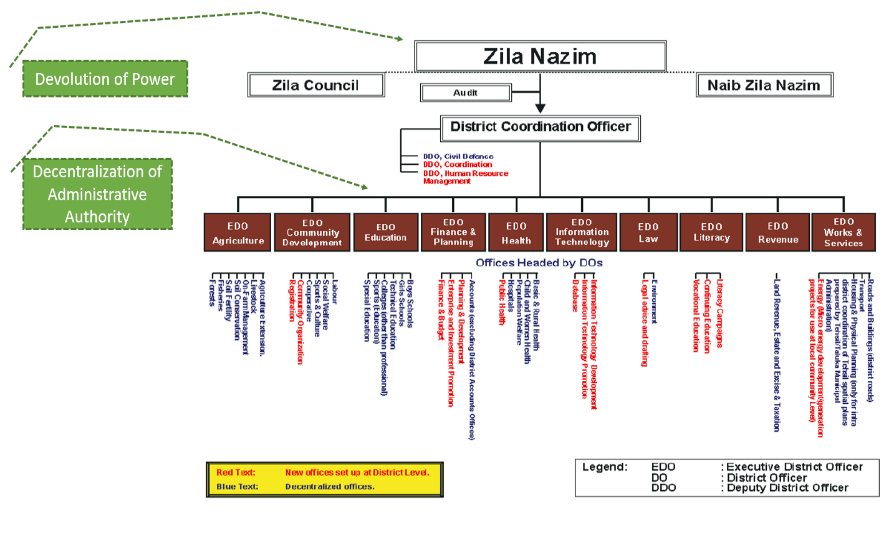 Zila Nazim
Devolution of Power
Zila Council
Audit
Naib Zila Nazim
District Coordination Officer
DDO, Civil Defence
DDO, Coordination
DDO, Human Resource
Management
Decentralization of
Administrative
Authority
EDO
Agriculture
EDO
Community
Development
EDO
Education
EDO
Finance &
Planning
EDO
Health
EDO
Information
Technology
EDO
Law
EDO
Literacy
EDO
Revenue
EDO
Works &
Services
Offices Headed by DOs
Agriculture Extension.
Livestock
On-Farm Management
Soil Conservation
Soil Fertility
Fisheries
Forests
Labour
Social Welfare
Sports & Culture
Cooperative
Community Organization
Registration
Boys Schools
Girls Schools
Technical Education
Colleges (other than professional)
Sports (Education)
Special Education
Accounts (excluding District Accounts Offices)
Planning & Development
Enterprise and Investment Promotion
Finance & Budget
Basic & Rural Health
Child and Women Health
Population Welfare
Hospitals
Public Health
Information Technology Development
Information Technology Promotion
Database
Environment
Legal advice and drafting
Literacy Campaigns
Continuing Education
Vocational Education
Land Revenue, Estate and Excise & Taxation
Roads and Buildings (district roads)
Transport
Housing & Physical Planning (only for intra
district coordination of Tehsil spatial plans
prepared by Tehsil/Taluka Municipal
Administration)
Energy (Micro energy development/generation
projects for use at local community Level)
Red Text: New offices set up at District Level.
Blue Text: Decentralized offices.
Legend: EDO : Executive District Officer
DO : District Officer
DDO : Deputy District Officer